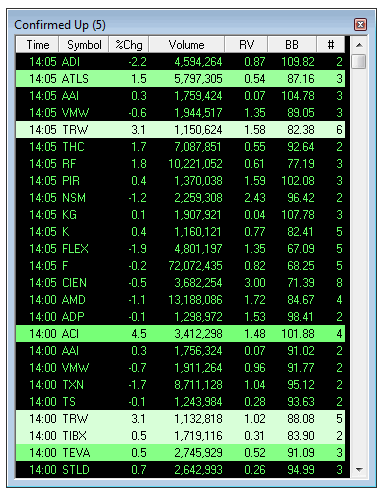 Confirmed Up (5)
Time Symbol %Chg Volume RV BB #
14:05 ADI -2.2 4,594,264 0.87 109.82 2
14:05 ATLS 1.5 5,797,305 0.54 87.16 3
14:05 AAI 0.3 1,759,424 0.07 104.78 3
14:05 VMW -0.6 1,944,517 1.35 89.05 3
14:05 TRW 3.1 1,150,624 1.58 82.38 6
14:05 THC 1.7 7,087,851 0.55 92.64 2
14:05 RF 1.8 10,221,052 0.61 77.19 3
14:05 PIR 0.4 1,370,038 1.59 102.08 3
14:05 NSM -1.2 2,259,308 2.43 96.42 2
14:05 KG 0.1 1,907,921 0.04 107.78 3
14:05 K 0.4 1,160,121 0.77 82.41 5
14:05 FLEX -1.9 4,801,197 1.35 67.09 5
14:05 F -0.2 72,072,435 0.82 68.25 5
14:05 CIEN -0.5 3,682,254 3.00 71.39 8
14:00 AMD -1.1 13,188,086 1.72 84.67 4
14:00 ADP -0.1 1,298,972 1.53 98.41 2
14:00 ACI 4.5 3,412,298 1.48 101.88 4
14:00 AAI 0.3 1,756,324 0.07 91.02 2
14:00 VMW -0.7 1,911,264 0.96 91.77 2
14:00 TXN -1.7 8,711,128 1.04 95.12 2
14:00 TS -0.1 1,243,984 0.28 93.63 2
14:00 TRW 3.1 1,132,818 1.02 88.08 5
14:00 TIBX 0.5 1,719,116 0.31 83.90 2
14:00 TEVA 0.5 2,745,929 0.52 91.09 3
14:00 STLD 0.7 2,642,993 0.26 94.99 3